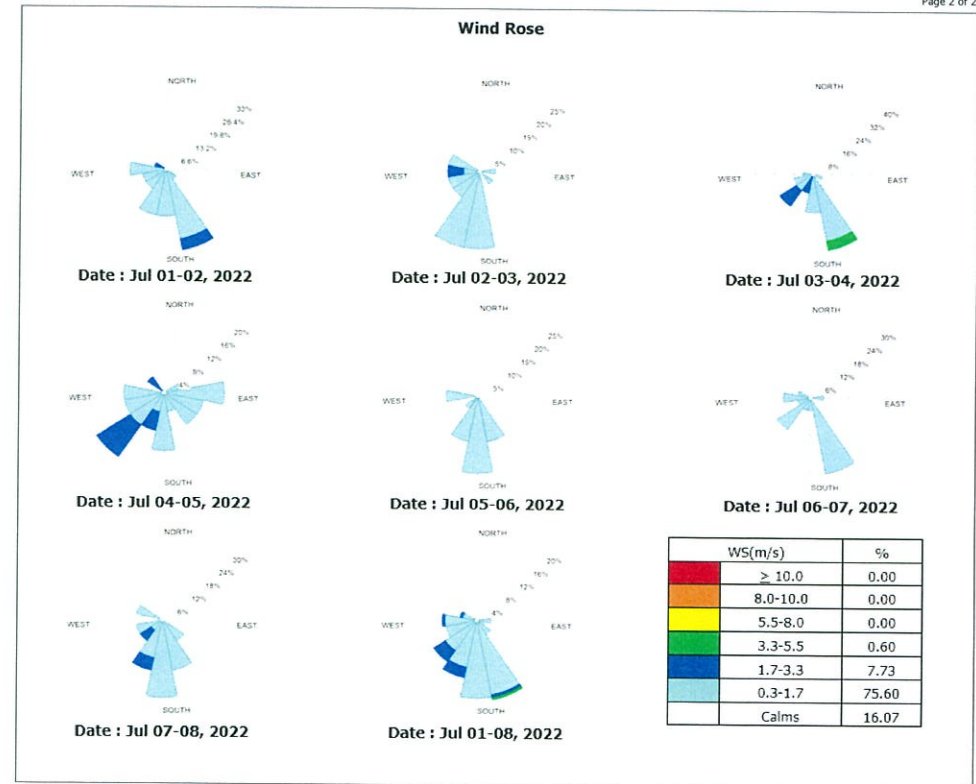 Page 2 of 2
Wind Rose
NORTH
33%
26.4%
19.8%
13.2%
6.6%
WEST
EAST
SOUTH
Date : Jul 01-02, 2022
NORTH
25%
20%
15%
10%
5%
WEST
EAST
SOUTH
Date : Jul 02-03, 2022
NORTH
40%
32%
24%
16%
8%
WEST
EAST
SOUTH
Date : Jul 03-04, 2022
NORTH
20%
16%
12%
8%
4%
WEST
EAST
SOUTH
Date : Jul 04-05, 2022
NORTH
25%
20%
15%
10%
5%
WEST
EAST
SOUTH
Date : Jul 05-06, 2022
NORTH
30%
24%
18%
12%
6%
WEST
EAST
SOUTH
Date : Jul 06-07, 2022
NORTH
30%
24%
18%
12%
6%
WEST
EAST
SOUTH
Date : Jul 07-08, 2022
NORTH
20%
16%
12%
8%
4%
WEST
EAST
SOUTH
Date : Jul 01-08, 2022
WS(m/s) %
≥ 10.0 0.00
8.0-10.0 0.00
5.5-8.0 0.00
3.3-5.5 0.60
1.7-3.3 7.73
0.3-1.7 75.60
Calms 16.07